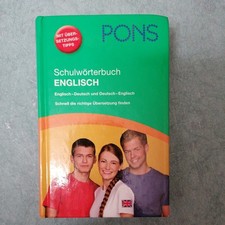 MIT ÜBER-
SETZUNGS-
TIPPS
PONS
Schulwörterbuch
ENGLISCH
Englisch–Deutsch und Deutsch–Englisch
Schnell die richtige Übersetzung finden